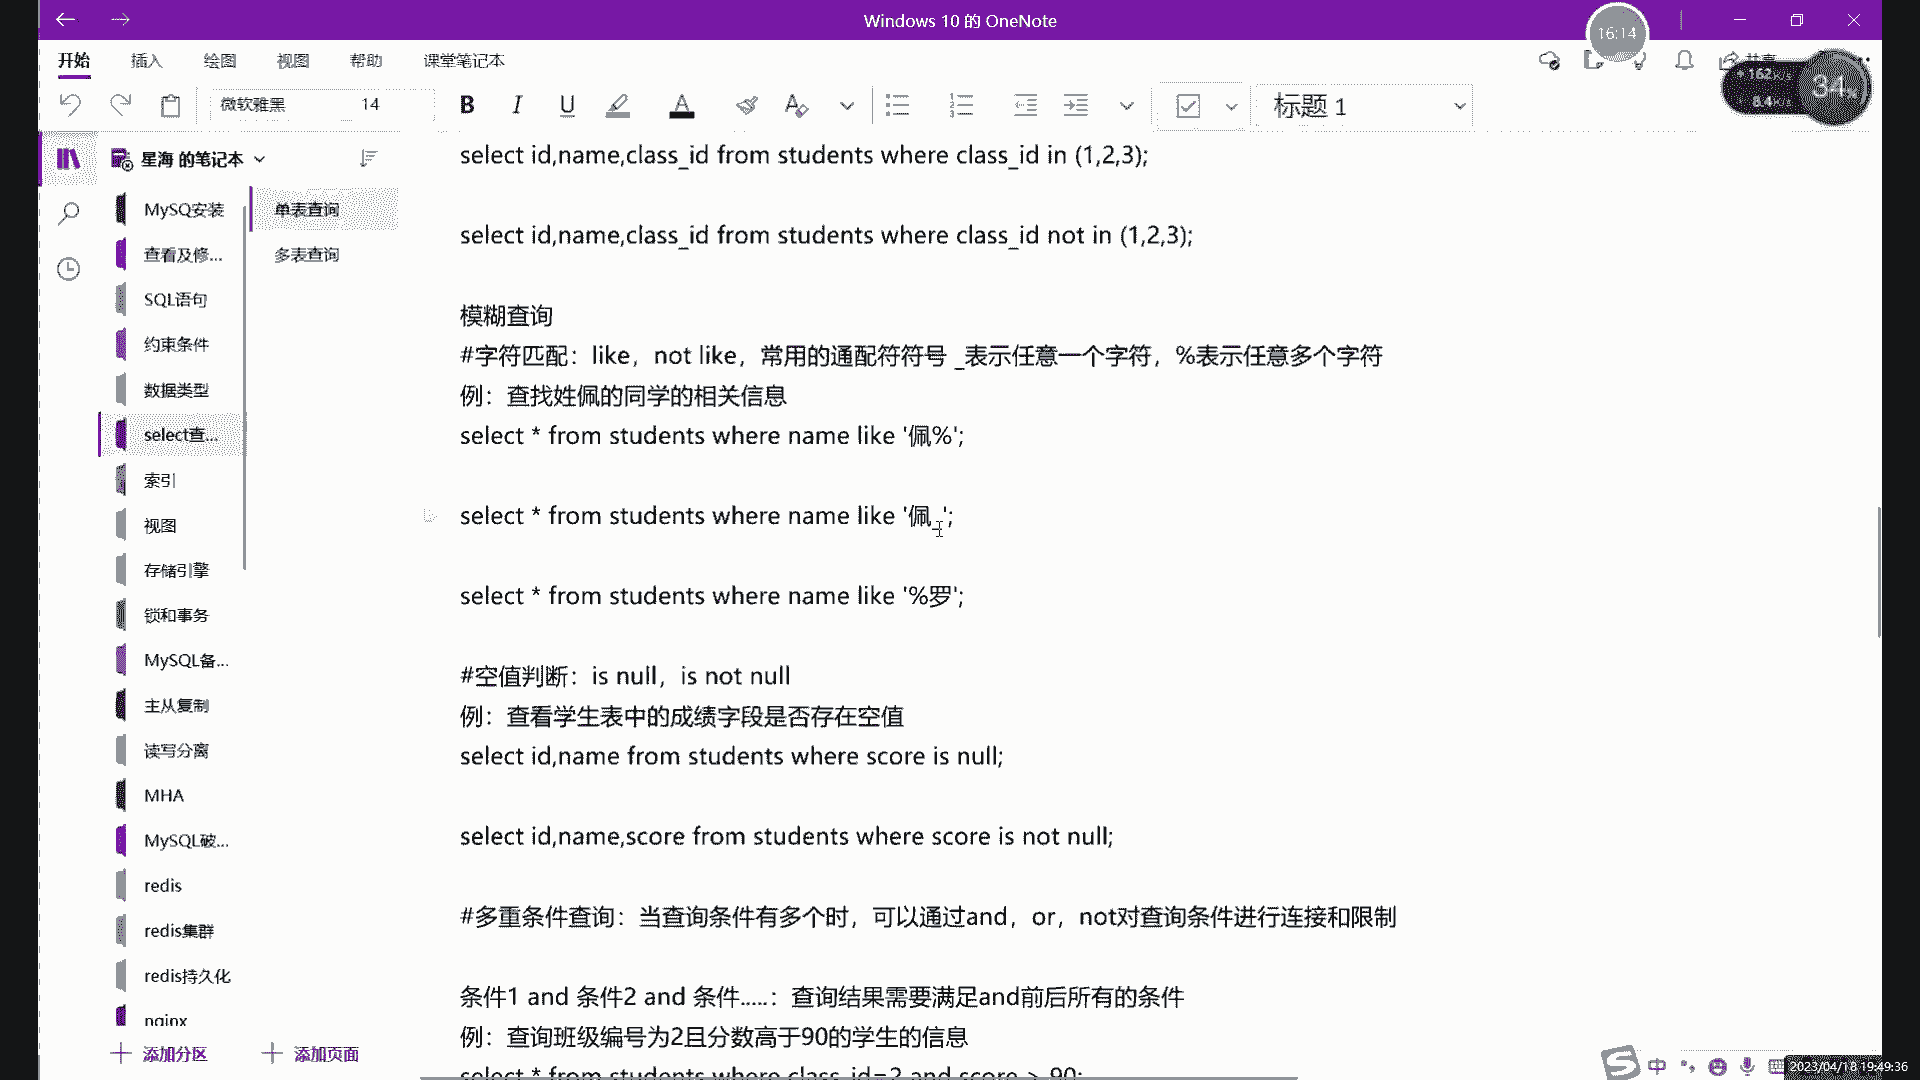 Windows 10 的 OneNote
16:14
开始 插入 绘图 视图 帮助 课堂笔记本
共享
162K/s
8.4K/s
34%
微软雅黑 14 B I U 标题 1
星海 的笔记本
MySQ安装
查看及修...
SQL语句
约束条件
数据类型
select查...
索引
视图
存储引擎
锁和事务
MySQL备...
主从复制
读写分离
MHA
MySQL破...
redis
redis集群
redis持久化
nginx
添加分区
单表查询
多表查询
添加页面
select id,name,class_id from students where class_id in (1,2,3);
select id,name,class_id from students where class_id not in (1,2,3);
模糊查询
#字符匹配：like，not like，常用的通配符符号 _表示任意一个字符，%表示任意多个字符
例：查找姓佩的同学的相关信息
select * from students where name like '佩%';
select * from students where name like '佩_';
select * from students where name like '%罗';
#空值判断：is null，is not null
例：查看学生表中的成绩字段是否存在空值
select id,name from students where score is null;
select id,name,score from students where score is not null;
#多重条件查询：当查询条件有多个时，可以通过and，or，not对查询条件进行连接和限制
条件1 and 条件2 and 条件.....：查询结果需要满足and前后所有的条件
例：查询班级编号为2且分数高于90的学生的信息
select * from students where class_id=2 and score > 90;
中
2023/04/18 19:49:36